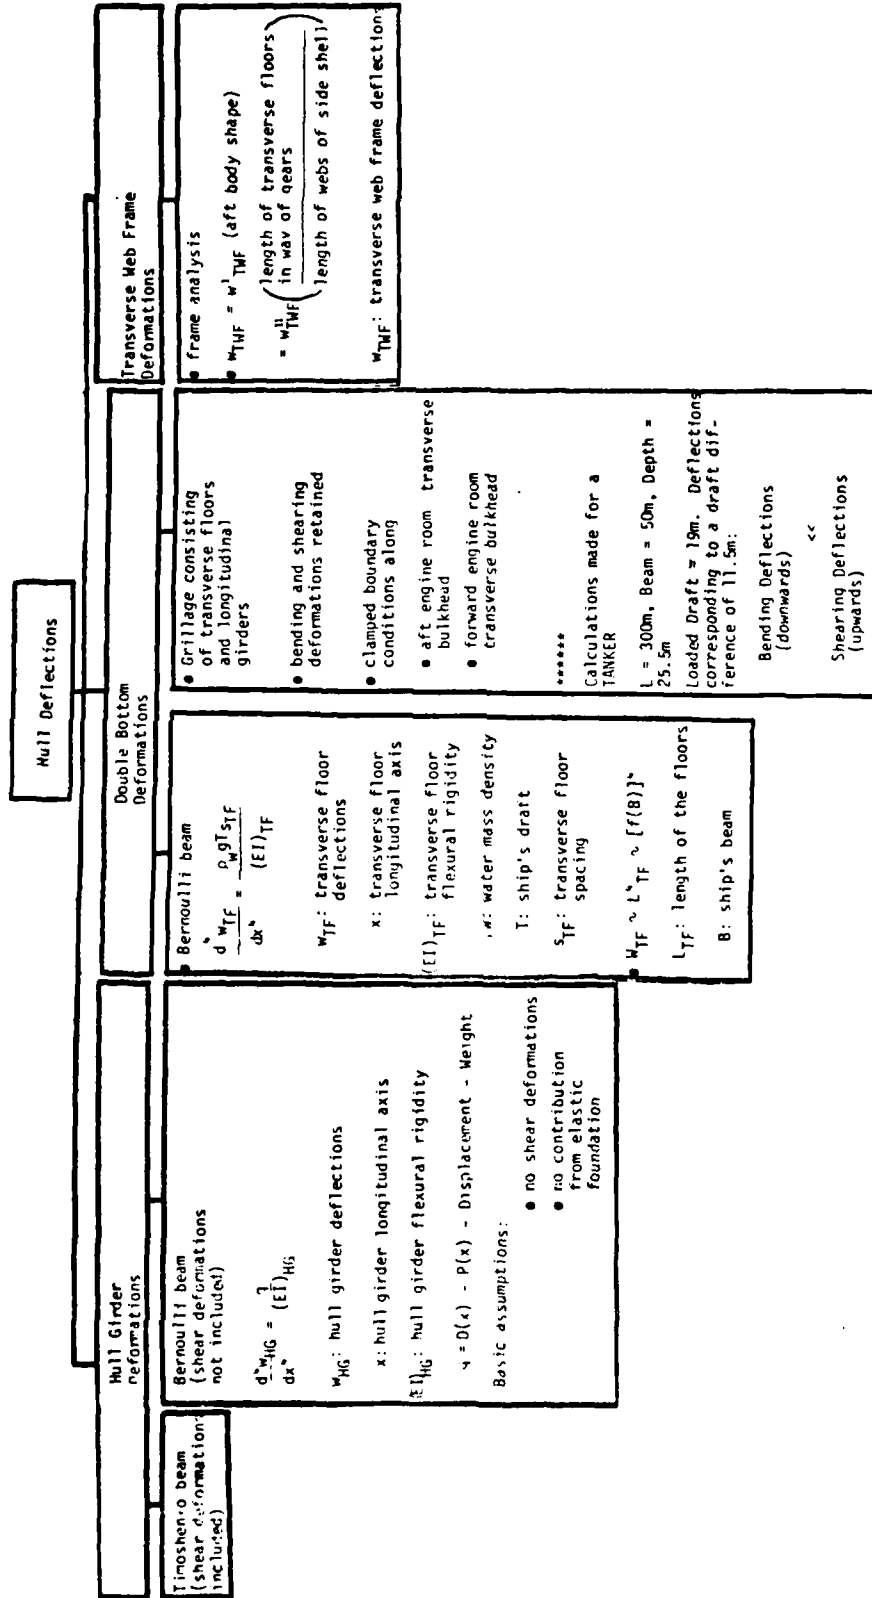 Hull Deflections
Hull Girder
Deformations
Timoshenko beam
(shear deformation
included)
Bernoulli beam
(shear deformations
not included)
d⁴w_HG / dx⁴ = q / (EI)_HG
w_HG: hull girder deflections
x: hull girder longitudinal axis
(EI)_HG: hull girder flexural rigidity
q = D(x) - P(x) - Displacement - Weight
Basic assumptions:
● no shear deformations
● no contribution
from elastic
foundation
Double Bottom
Deformations
● Bernoulli beam
d⁴w_TF / dx⁴ = ρ_w g T s_TF / (EI)_TF
w_TF: transverse floor
deflections
x: transverse floor
longitudinal axis
(EI)_TF: transverse floor
flexural rigidity
water mass density
T: ship's draft
s_TF: transverse floor
spacing
● W_TF ~ L⁴_TF ~ [f(B)]⁴
L_TF: length of the floors
B: ship's beam
● Grillage consisting
of transverse floors
and longitudinal
girders
● bending and shearing
deformations retained
● clamped boundary
conditions along
● aft engine room transverse
bulkhead
● forward engine room
transverse bulkhead
******
Calculations made for a
TANKER
L = 300m, Beam = 50m, Depth =
25.5m
Loaded Draft = 19m. Deflections
corresponding to a draft dif-
ference of 11.5m:
Bending Deflections
(downwards)
<<
Shearing Deflections
(upwards)
Transverse Web Frame
Deformations
● frame analysis
● w_TWF = w'_TWF (aft body shape)
= w''_TWF (length of transverse floors
in way of gears /
length of webs of side shell)
w_TWF: transverse web frame deflections